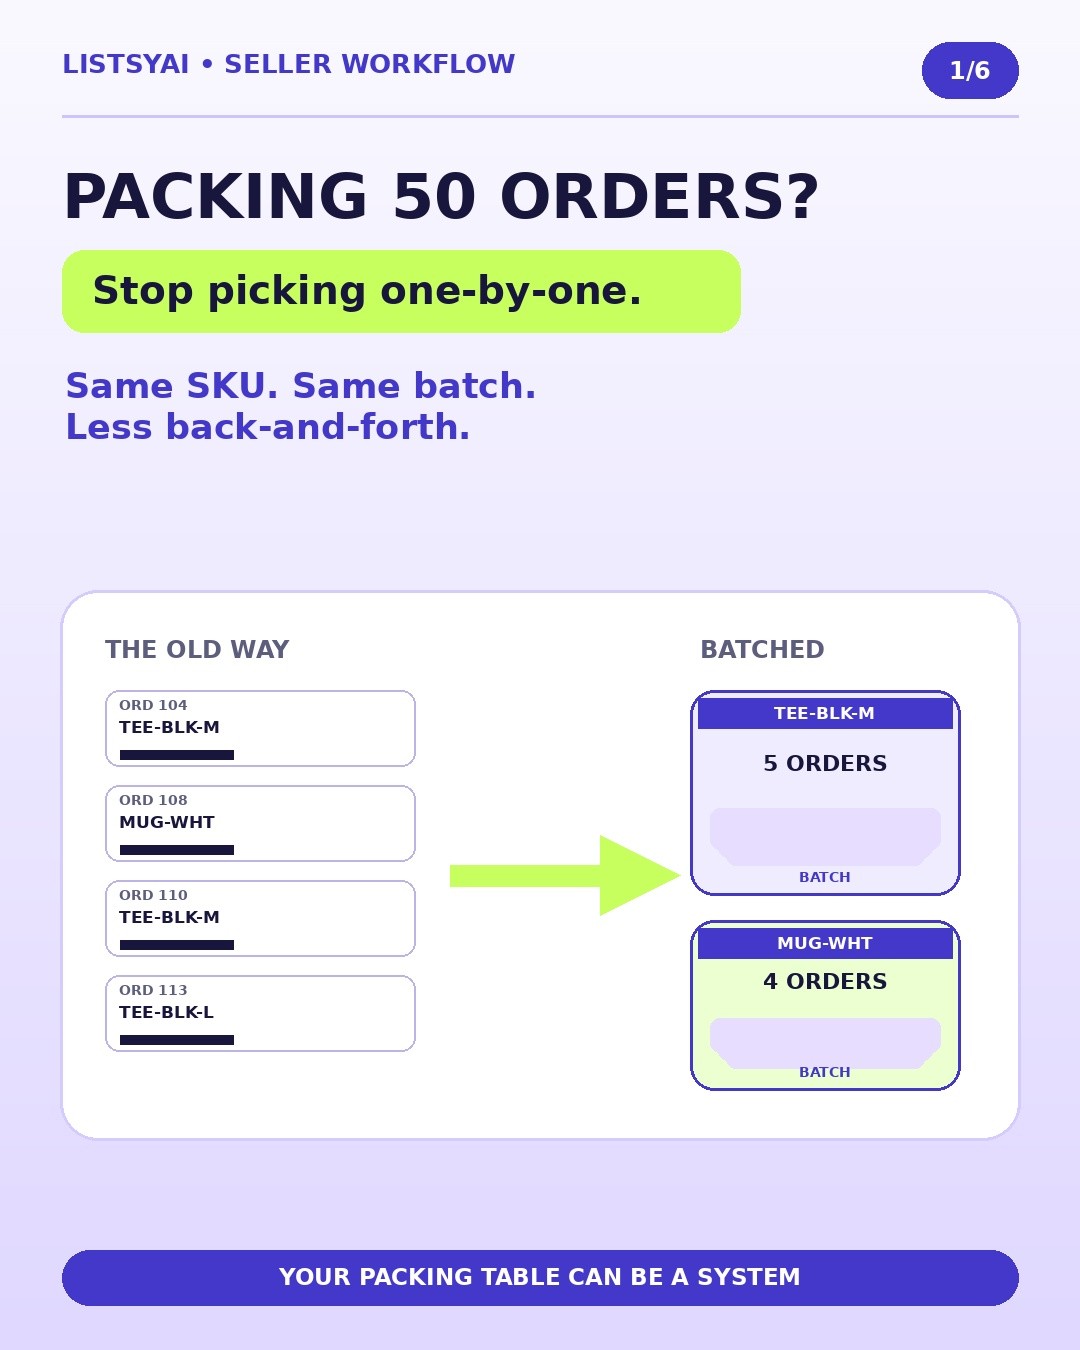 LISTSYAI • SELLER WORKFLOW
1/6
PACKING 50 ORDERS?
Stop picking one-by-one.
Same SKU. Same batch.
Less back-and-forth.
THE OLD WAY
ORD 104
TEE-BLK-M
ORD 108
MUG-WHT
ORD 110
TEE-BLK-M
ORD 113
TEE-BLK-L
BATCHED
TEE-BLK-M
5 ORDERS
BATCH
MUG-WHT
4 ORDERS
BATCH
YOUR PACKING TABLE CAN BE A SYSTEM